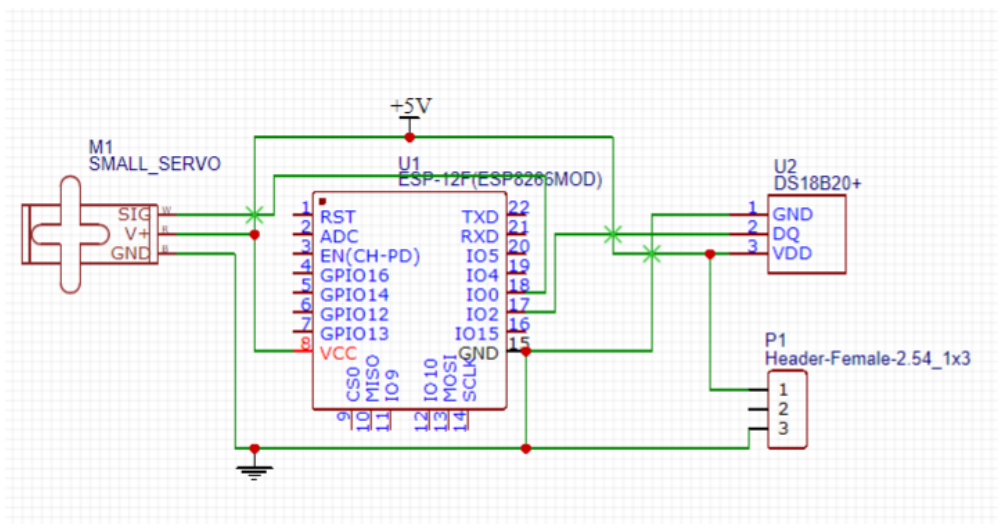 +5V
M1
SMALL_SERVO
SIG W
V+ R
GND B
U1
ESP-12F(ESP8266MOD)
1 RST TXD 22
2 ADC RXD 21
3 EN(CH-PD) IO5 20
4 GPIO16 IO4 19
5 GPIO14 IO0 18
6 GPIO12 IO2 17
7 GPIO13 IO15 16
8 VCC GND 15
CS0 MISO IO9 IO10 MOSI SCLK
9 10 11 12 13 14
U2
DS18B20+
1 GND
2 DQ
3 VDD
P1
Header-Female-2.54_1x3
1
2
3